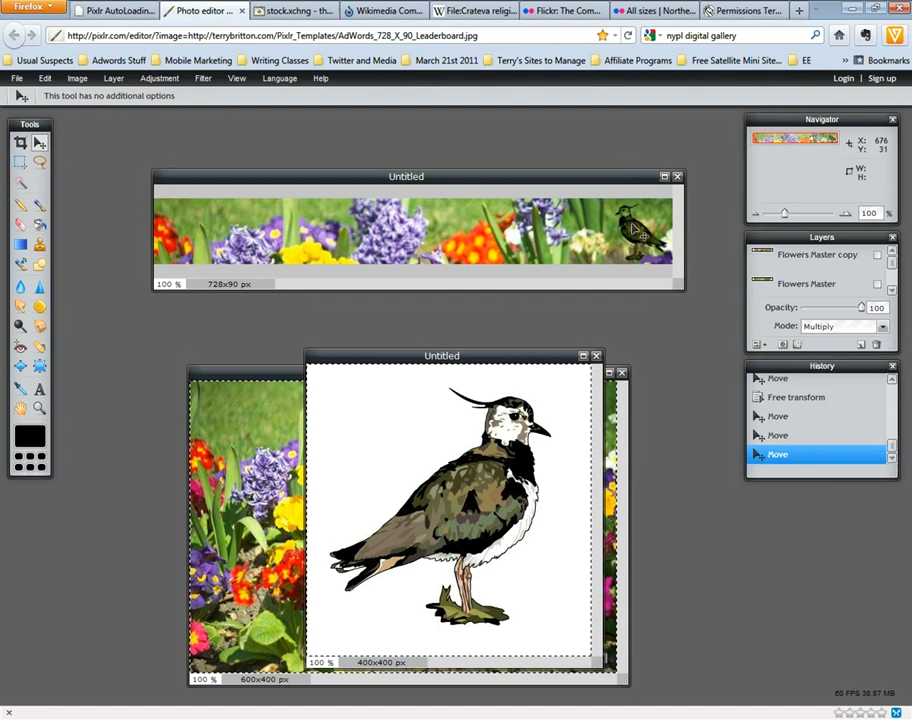 Firefox
Pixlr AutoLoadin...
Photo editor ...
stock.xchng - th...
Wikimedia Com...
File:Crateva religi...
Flickr: The Com...
All sizes | Northe...
Permissions Ter...
http://pixlr.com/editor/?image=http://terrybritton.com/Pixlr_Templates/AdWords_728_X_90_Leaderboard.jpg
nypl digital gallery
Usual Suspects
Adwords Stuff
Mobile Marketing
Writing Classes
Twitter and Media
March 21st 2011
Terry's Sites to Manage
Affiliate Programs
Free Satellite Mini Site...
EE
Bookmarks
File Edit Image Layer Adjustment Filter View Language Help
Login | Sign up
This tool has no additional options
Tools
Untitled
100 %
728x90 px
Untitled
100 %
400x400 px
100 %
600x400 px
Navigator
X: 676
Y: 31
W:
H:
100 %
Layers
Flowers Master copy
Flowers Master
Opacity: 100
Mode: Multiply
History
Move
Free transform
Move
Move
Move
60 FPS 38.87 MB